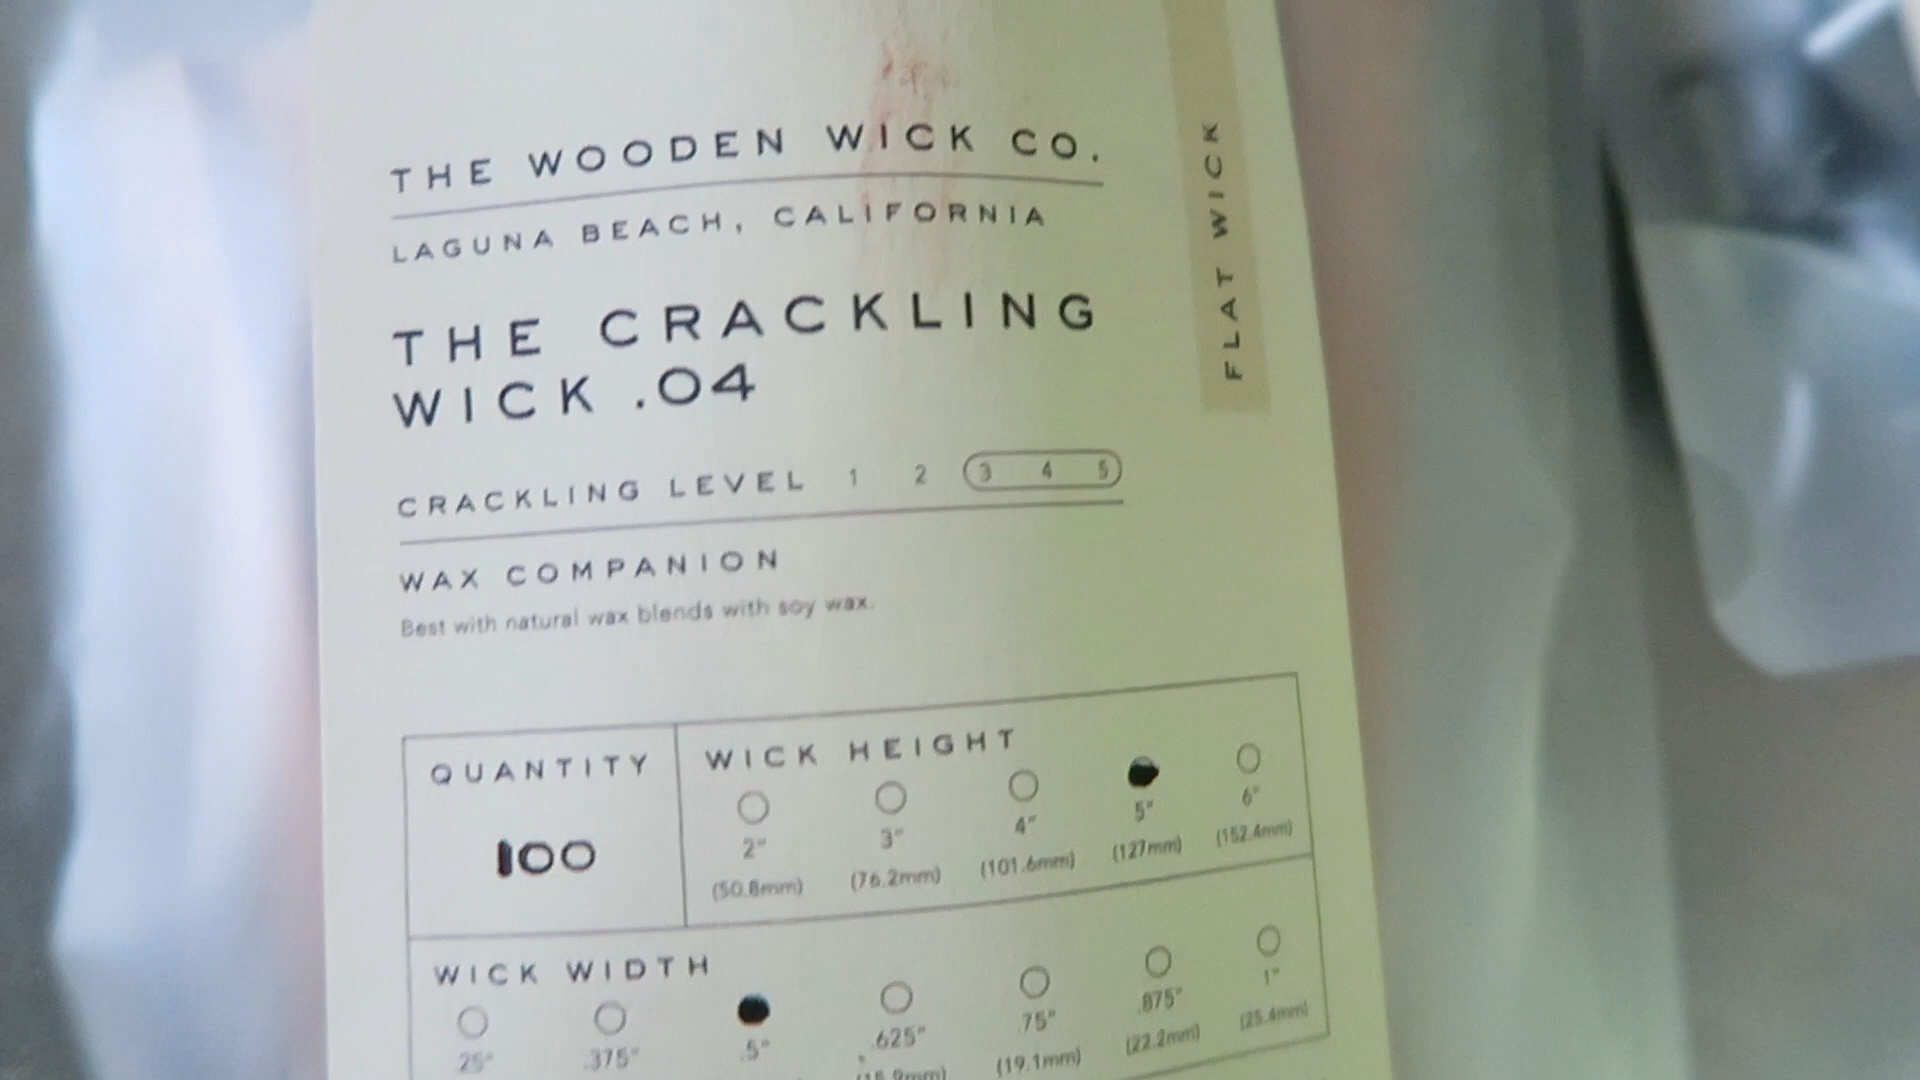 THE WOODEN WICK CO.
LAGUNA BEACH, CALIFORNIA
FLAT WICK
THE CRACKLING
WICK .04
CRACKLING LEVEL 1 2 3 4 5
WAX COMPANION
Best with natural wax blends with soy wax.
QUANTITY
100
WICK HEIGHT
2" 3" 4" 5" 6"
(50.8mm) (76.2mm) (101.6mm) (127mm) (152.4mm)
WICK WIDTH
.25" .375" .5" .625" .75" .875" 1"
(15.9mm) (19.1mm) (22.2mm) (25.4mm)